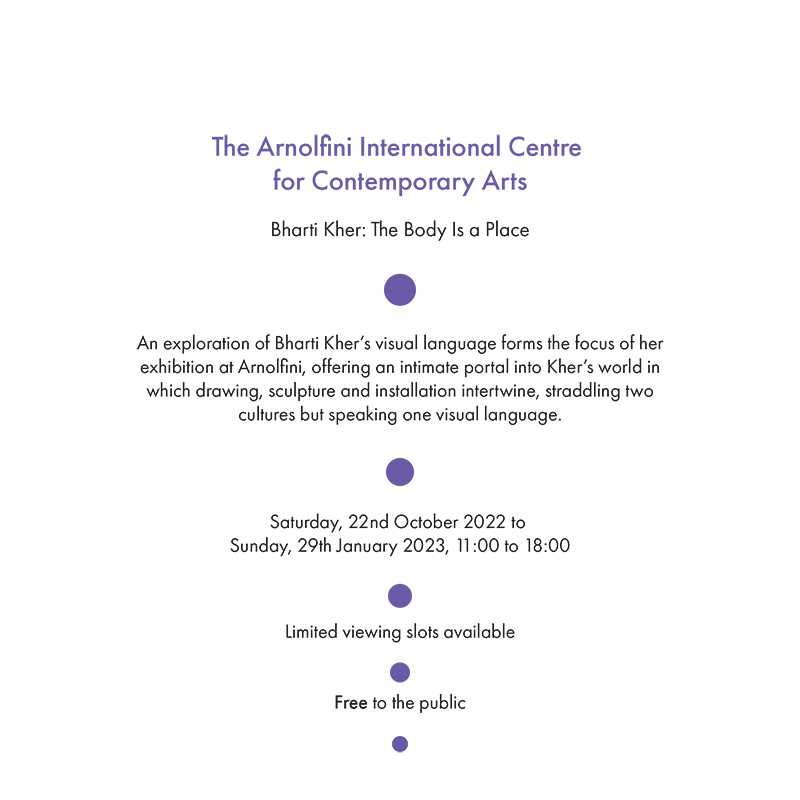 The Arnolfini International Centre
for Contemporary Arts
Bharti Kher: The Body Is a Place
An exploration of Bharti Kher’s visual language forms the focus of her
exhibition at Arnolfini, offering an intimate portal into Kher’s world in
which drawing, sculpture and installation intertwine, straddling two
cultures but speaking one visual language.
Saturday, 22nd October 2022 to
Sunday, 29th January 2023, 11:00 to 18:00
Limited viewing slots available
Free to the public